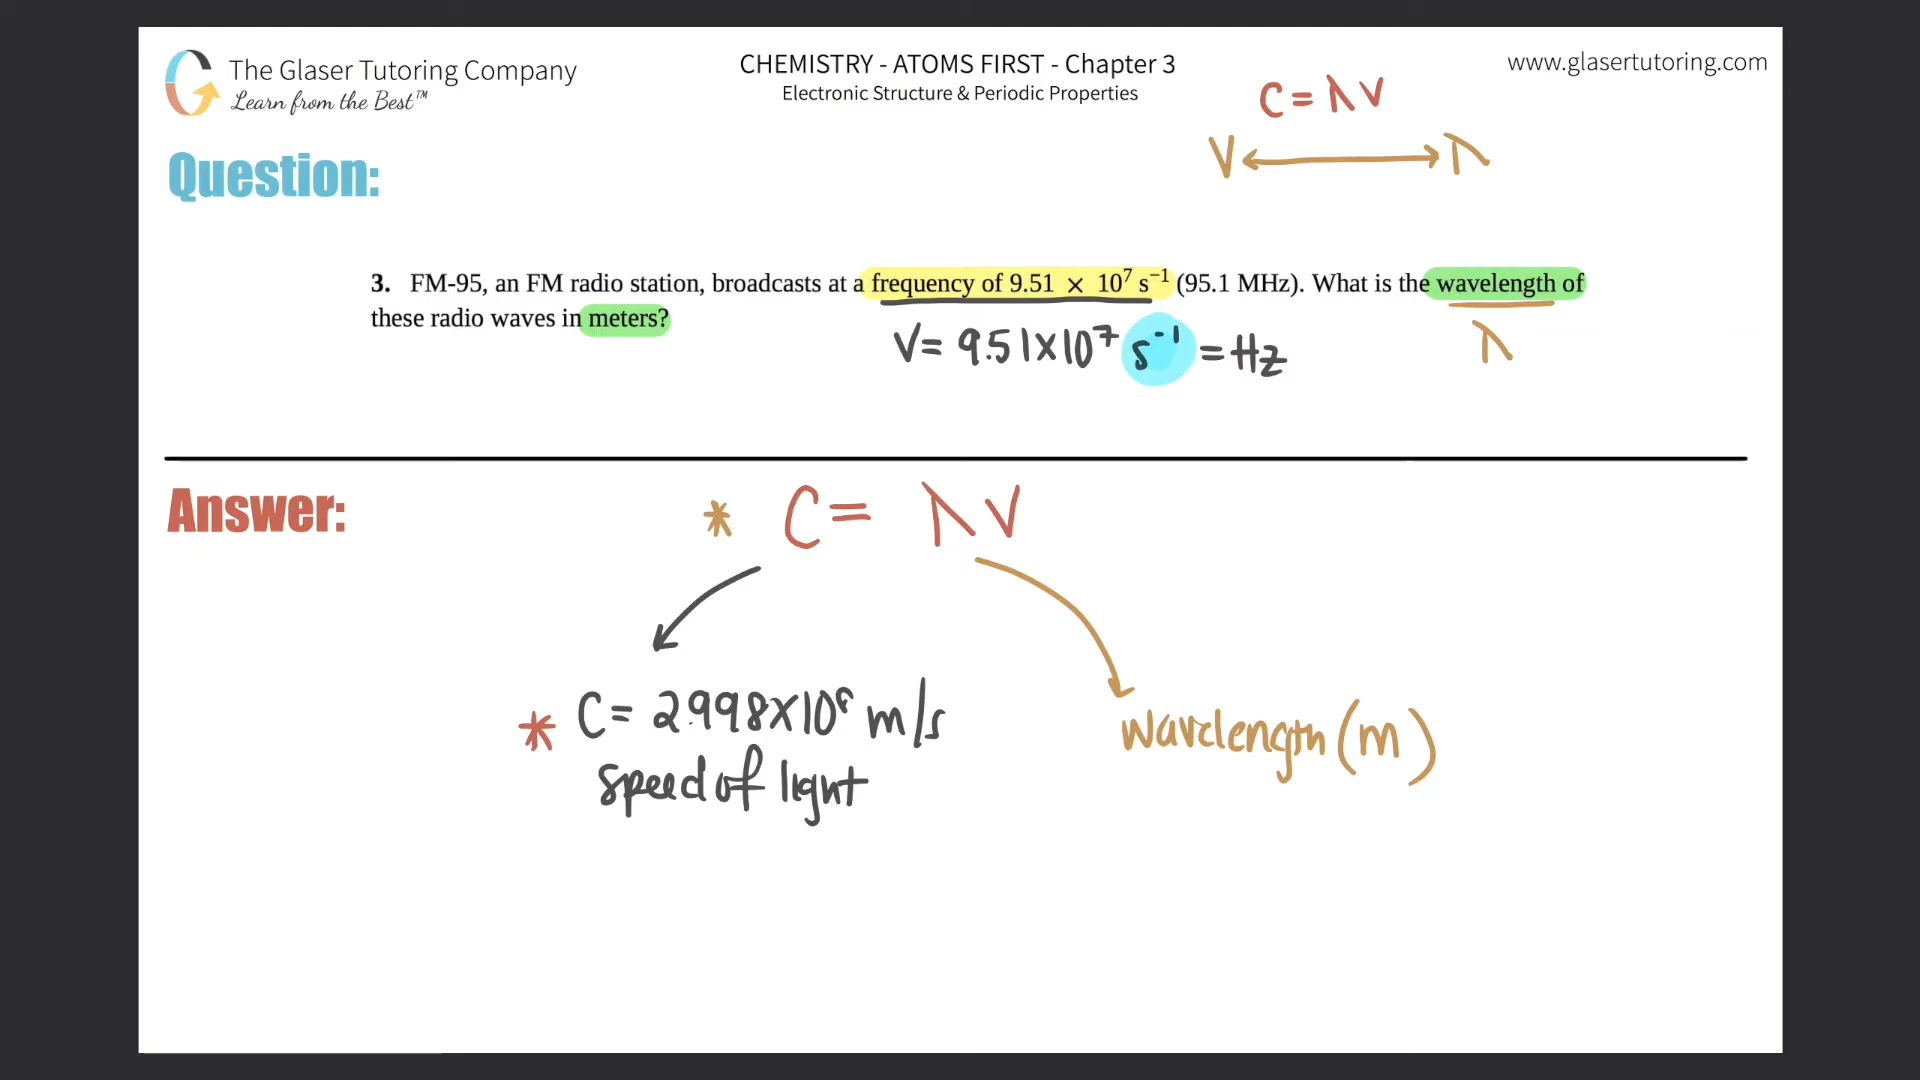 The Glaser Tutoring Company
Learn from the Best™
CHEMISTRY - ATOMS FIRST - Chapter 3
Electronic Structure & Periodic Properties
www.glasertutoring.com
C = λν
ν ↔ λ
Question:
3. FM-95, an FM radio station, broadcasts at a frequency of 9.51 × 10⁷ s⁻¹ (95.1 MHz). What is the wavelength of
these radio waves in meters?
ν = 9.51×10⁷ s⁻¹ = Hz
λ
Answer:
* C = λν
* C = 2.998×10⁸ m/s
speed of light
wavelength (m)